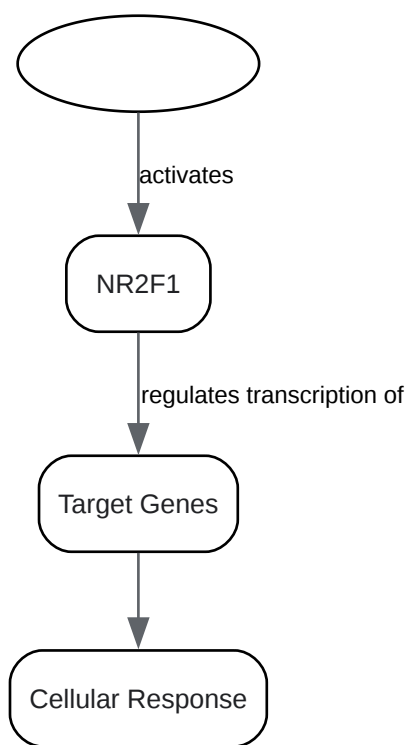 activates
NR2F1
regulates transcription of
Target Genes
Cellular Response